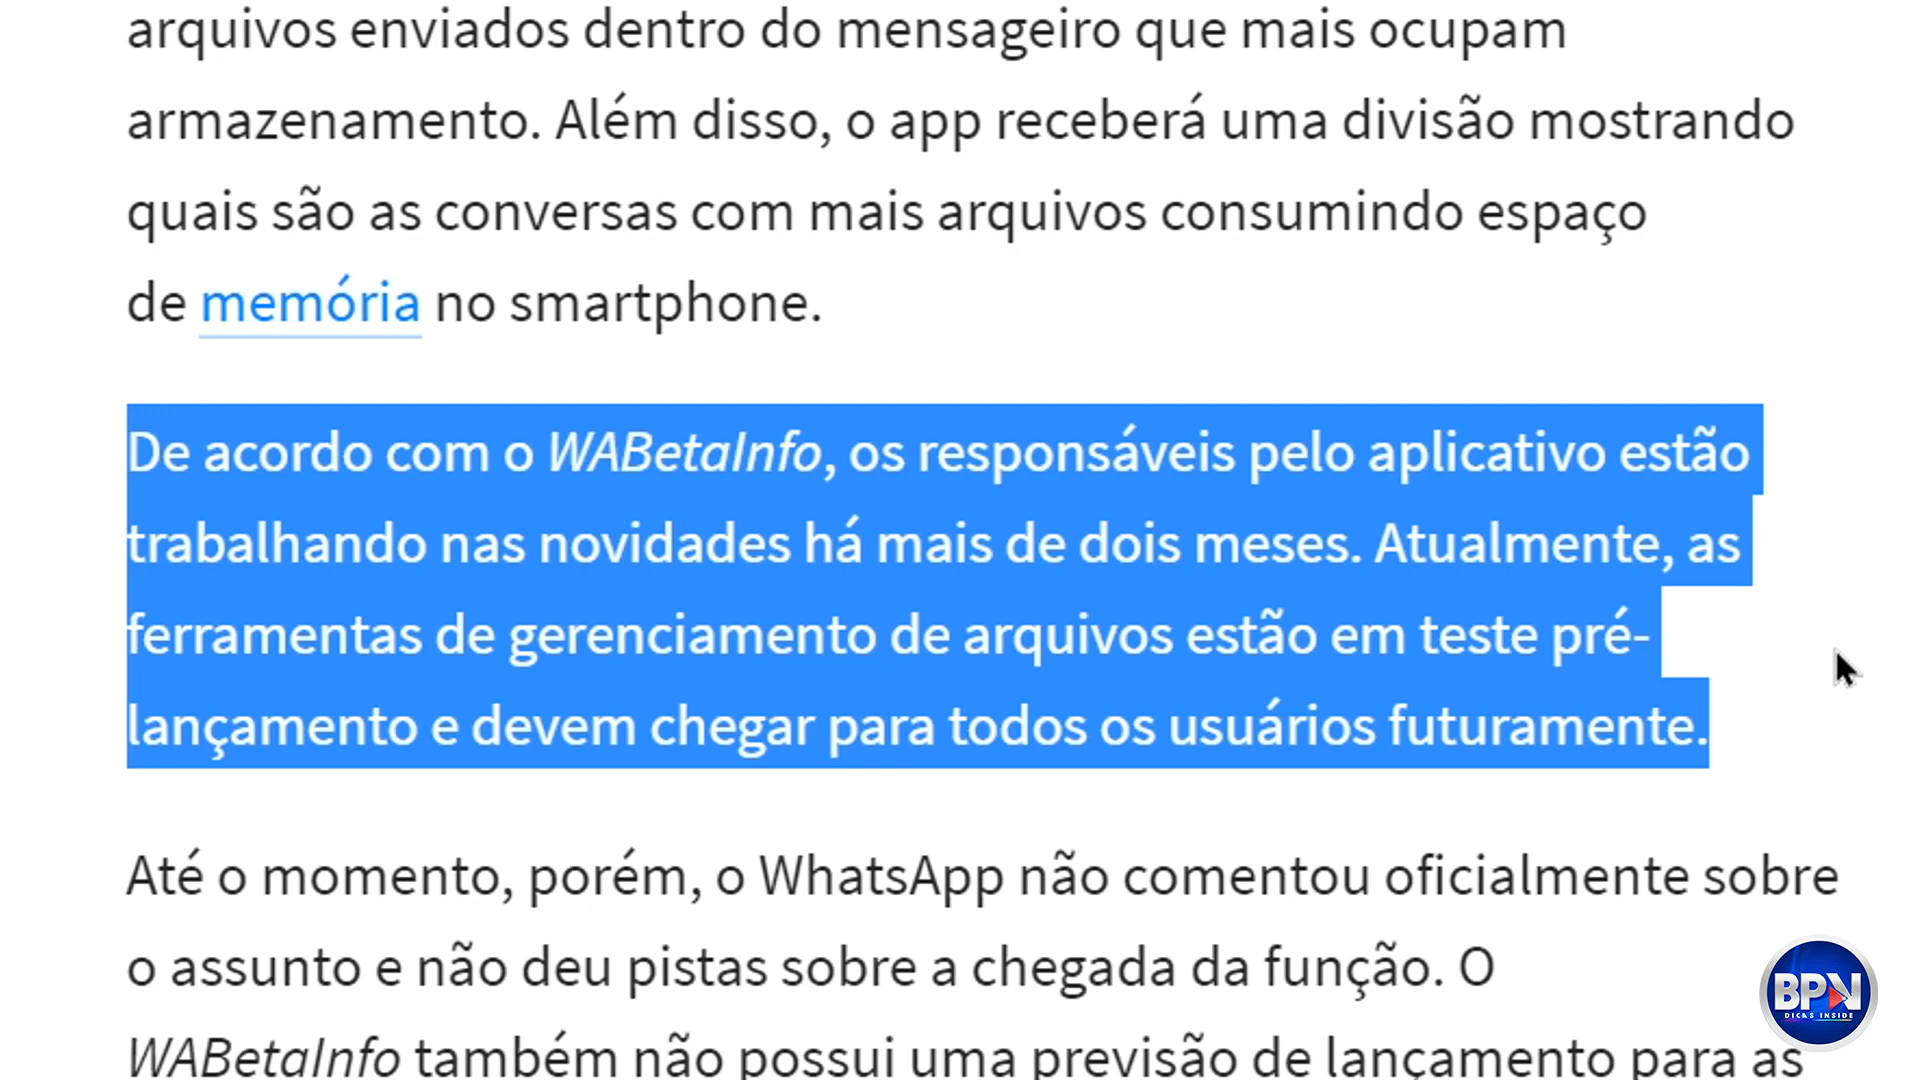 arquivos enviados dentro do mensageiro que mais ocupam
armazenamento. Além disso, o app receberá uma divisão mostrando
quais são as conversas com mais arquivos consumindo espaço
de memória no smartphone.
De acordo com o WABetaInfo, os responsáveis pelo aplicativo estão
trabalhando nas novidades há mais de dois meses. Atualmente, as
ferramentas de gerenciamento de arquivos estão em teste pré-
lançamento e devem chegar para todos os usuários futuramente.
Até o momento, porém, o WhatsApp não comentou oficialmente sobre
o assunto e não deu pistas sobre a chegada da função. O
WABetaInfo também não possui uma previsão de lançamento para as
BPN
DICAS INSIDE